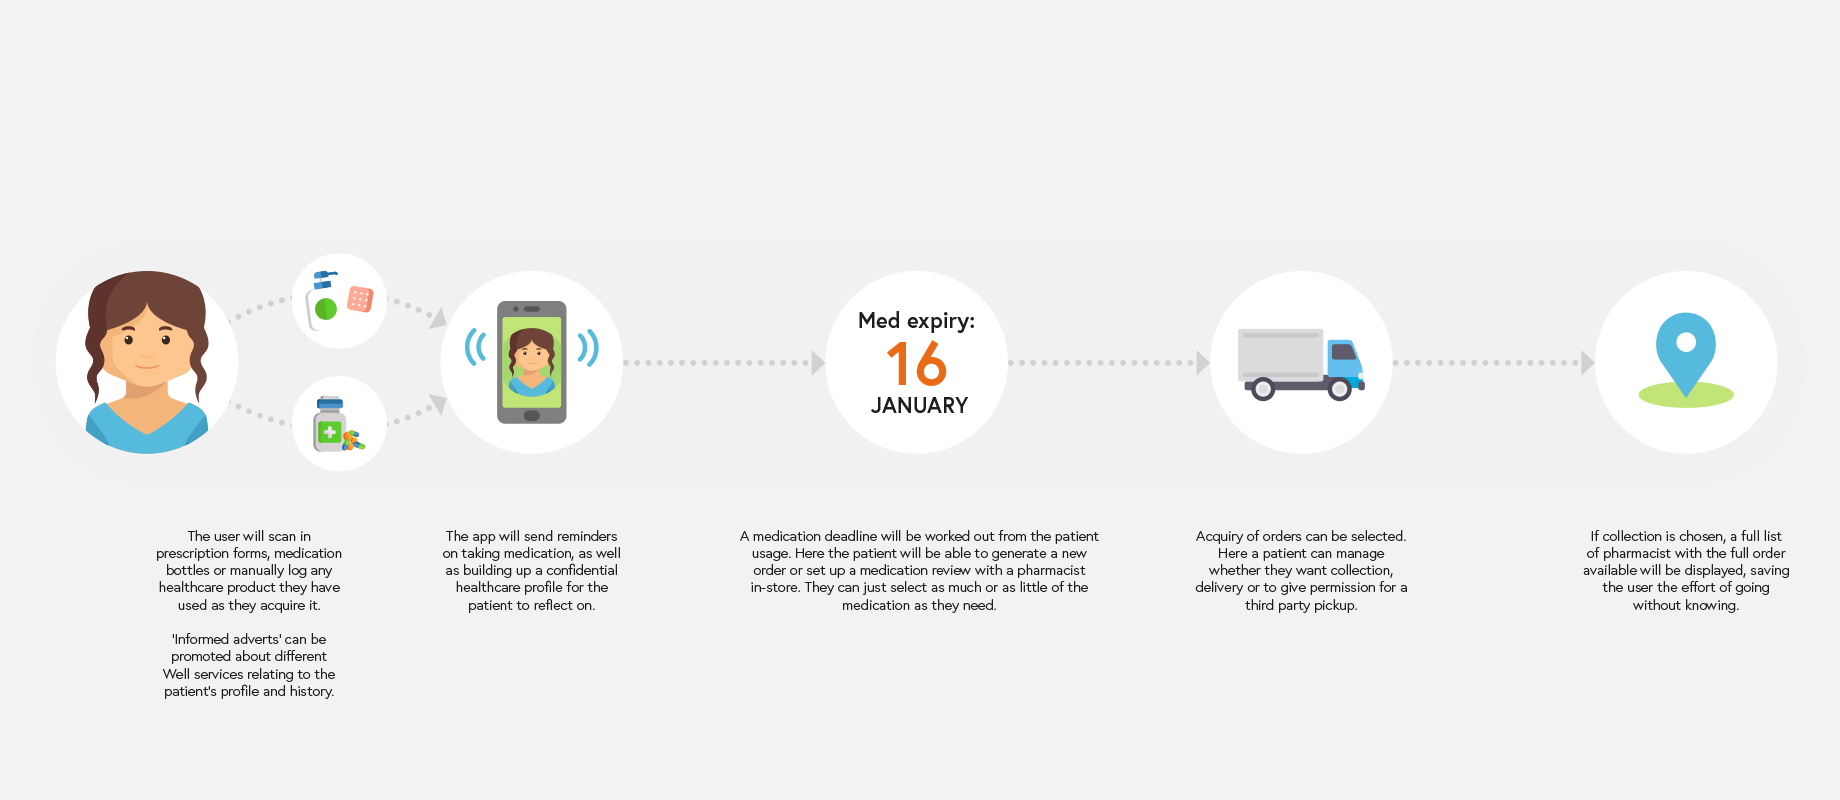 Med expiry:
16
JANUARY
The user will scan in
prescription forms, medication
bottles or manually log any
healthcare product they have
used as they acquire it.
'Informed adverts' can be
promoted about different
Well services relating to the
patient's profile and history.
The app will send reminders
on taking medication, as well
as building up a confidential
healthcare profile for the
patient to reflect on.
A medication deadline will be worked out from the patient
usage. Here the patient will be able to generate a new
order or set up a medication review with a pharmacist
in-store. They can just select as much or as little of the
medication as they need.
Acquiry of orders can be selected.
Here a patient can manage
whether they want collection,
delivery or to give permission for a
third party pickup.
If collection is chosen, a full list
of pharmacist with the full order
available will be displayed, saving
the user the effort of going
without knowing.